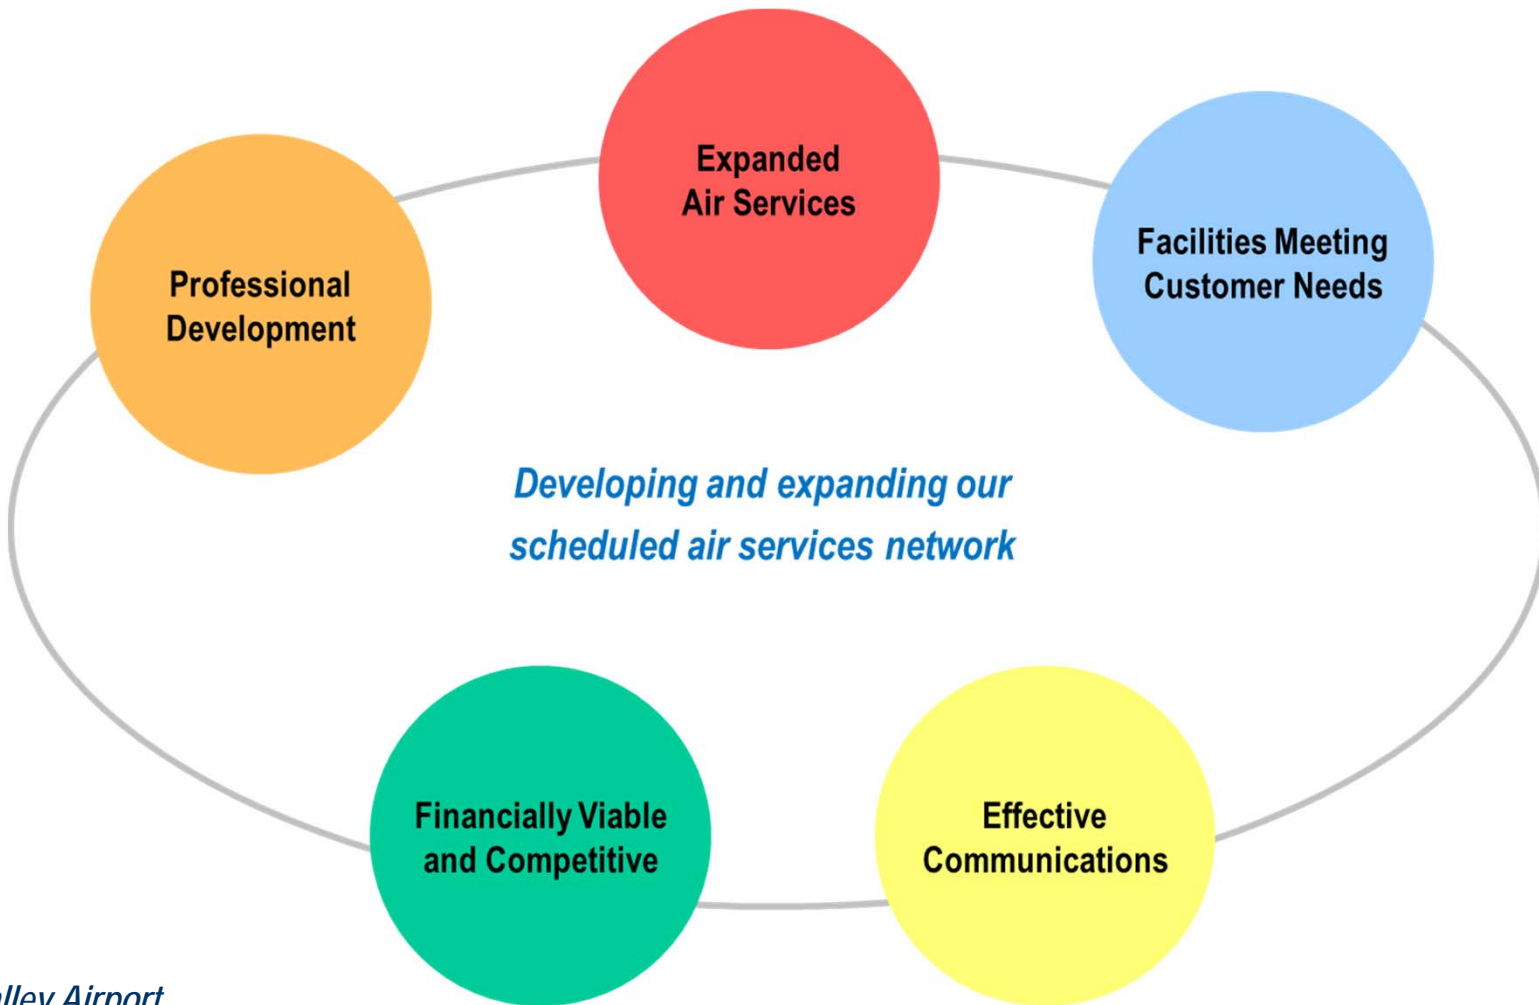 Expanded
Air Services
Facilities Meeting
Customer Needs
Professional
Development
Developing and expanding our
scheduled air services network
Financially Viable
and Competitive
Effective
Communications
Airport